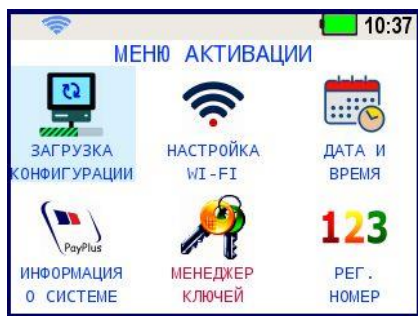 10:37
МЕНЮ АКТИВАЦИИ
ЗАГРУЗКА
КОНФИГУРАЦИИ
НАСТРОЙКА
WI-FI
ДАТА И
ВРЕМЯ
PayPlus
123
ИНФОРМАЦИЯ
О СИСТЕМЕ
МЕНЕДЖЕР
КЛЮЧЕЙ
РЕГ.
НОМЕР